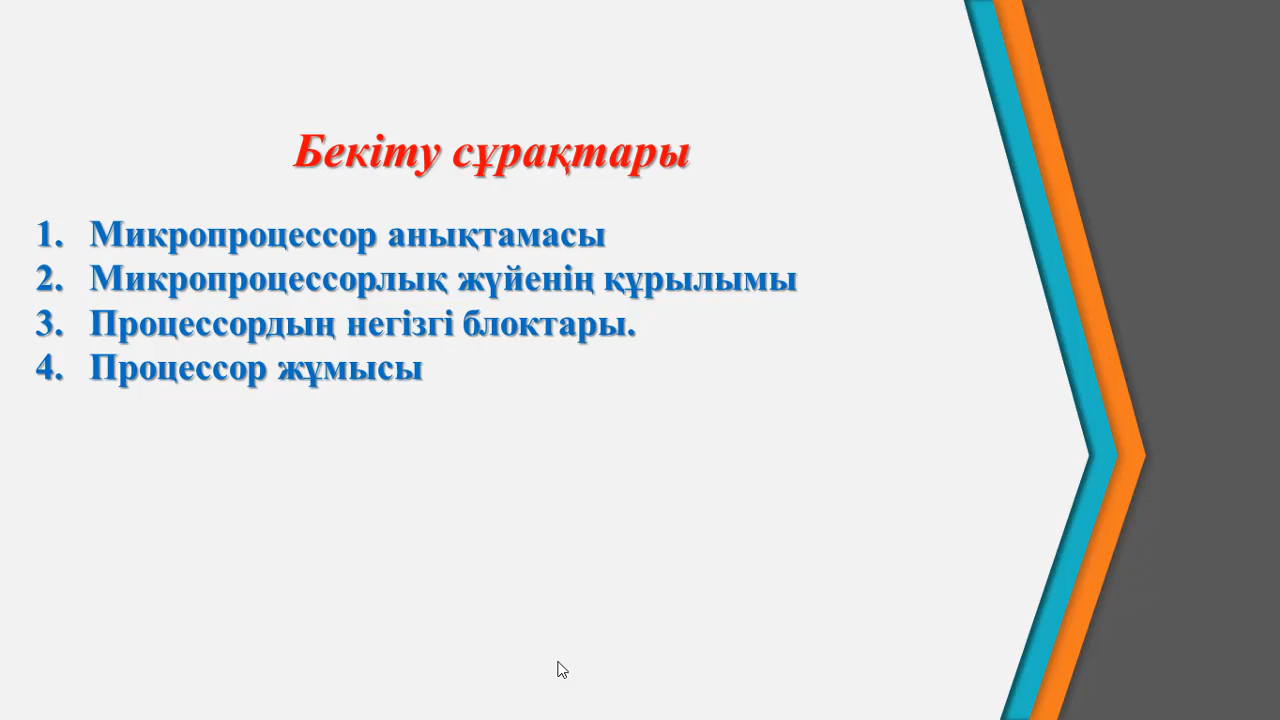 Бекіту сұрақтары
1. Микропроцессор анықтамасы
2. Микропроцессорлық жүйенің құрылымы
3. Процессордың негізгі блоктары.
4. Процессор жұмысы